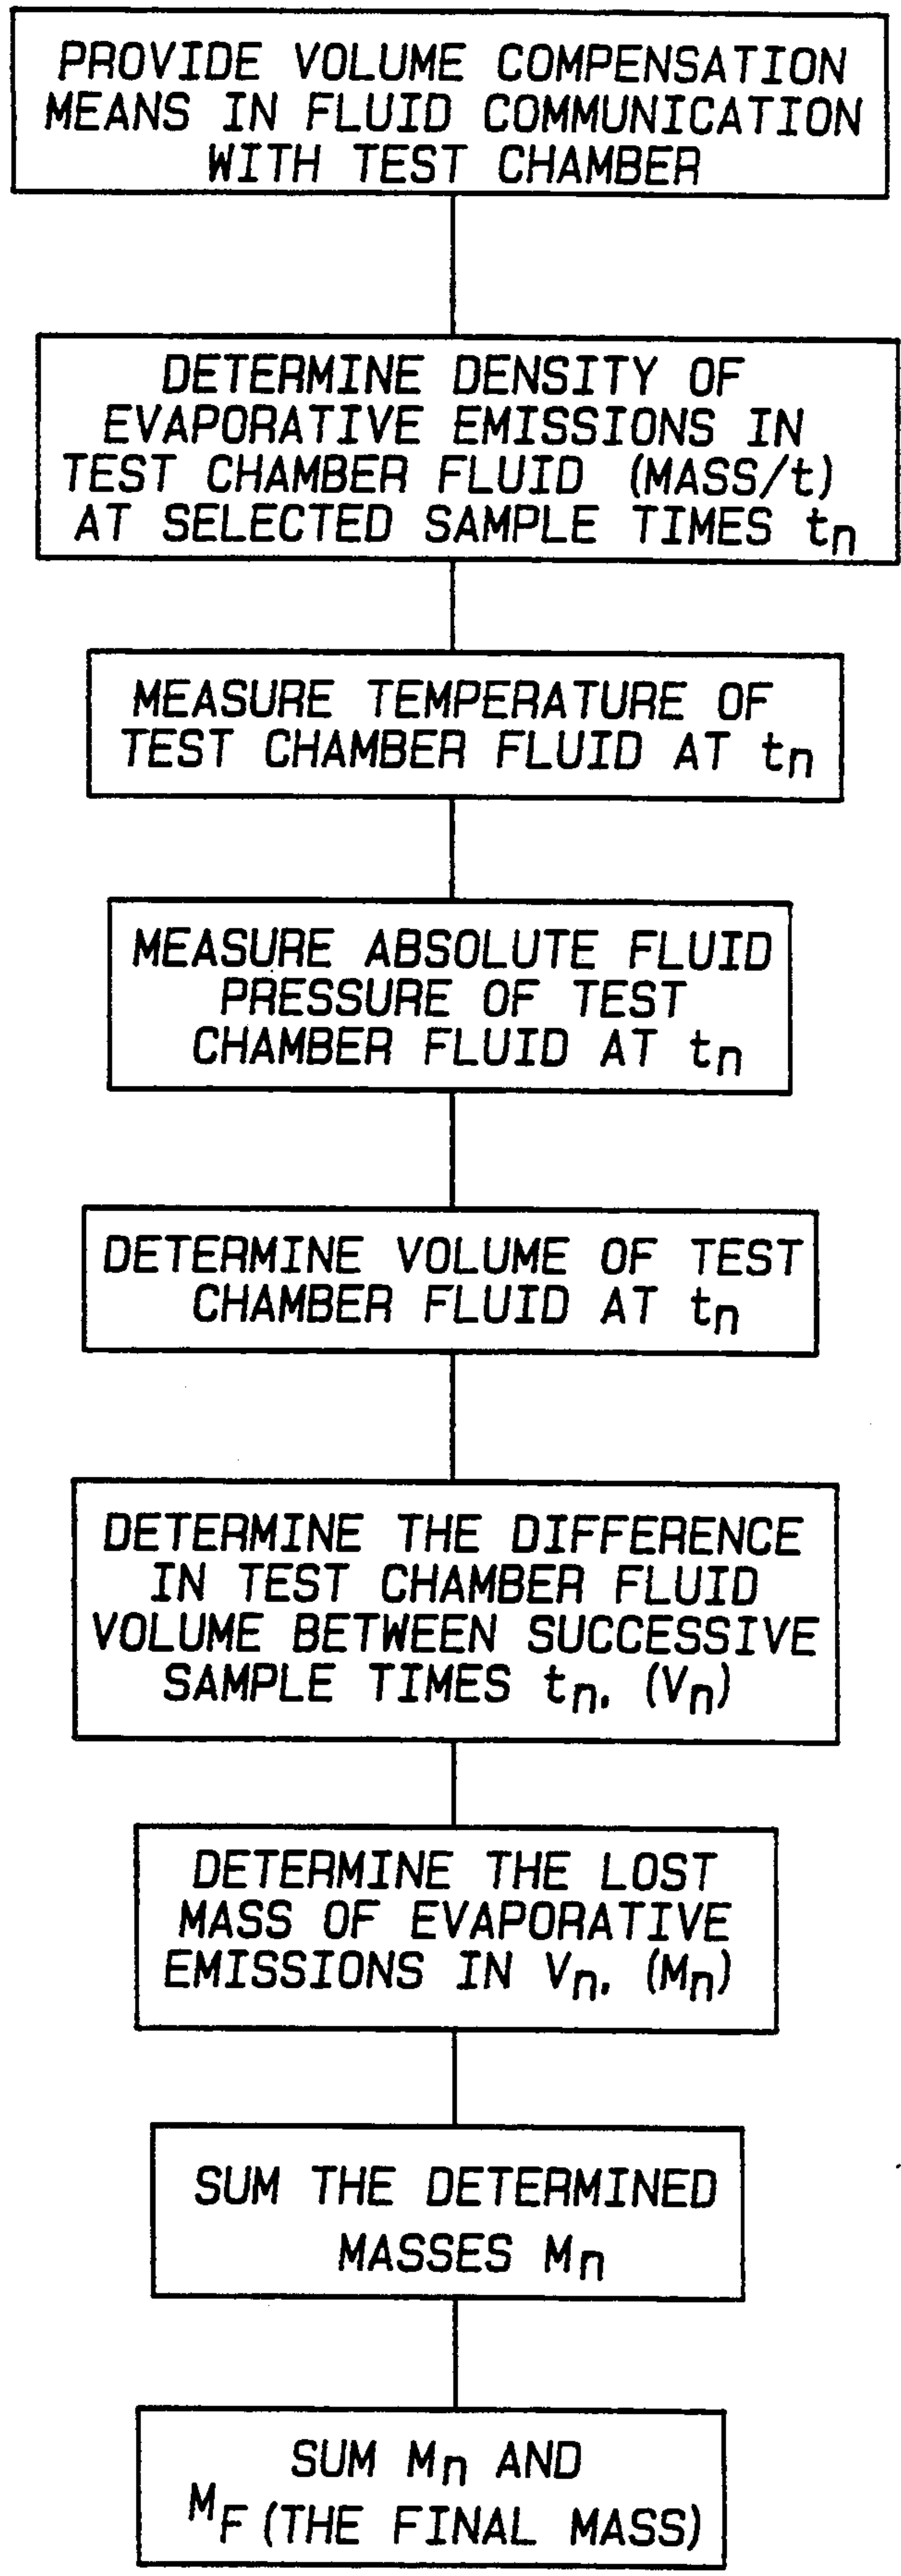 PROVIDE VOLUME COMPENSATION
MEANS IN FLUID COMMUNICATION
WITH TEST CHAMBER
DETERMINE DENSITY OF
EVAPORATIVE EMISSIONS IN
TEST CHAMBER FLUID (MASS/t)
AT SELECTED SAMPLE TIMES tn
MEASURE TEMPERATURE OF
TEST CHAMBER FLUID AT tn
MEASURE ABSOLUTE FLUID
PRESSURE OF TEST
CHAMBER FLUID AT tn
DETERMINE VOLUME OF TEST
CHAMBER FLUID AT tn
DETERMINE THE DIFFERENCE
IN TEST CHAMBER FLUID
VOLUME BETWEEN SUCCESSIVE
SAMPLE TIMES tn, (Vn)
DETERMINE THE LOST
MASS OF EVAPORATIVE
EMISSIONS IN Vn, (Mn)
SUM THE DETERMINED
MASSES Mn
SUM Mn AND
MF (THE FINAL MASS)